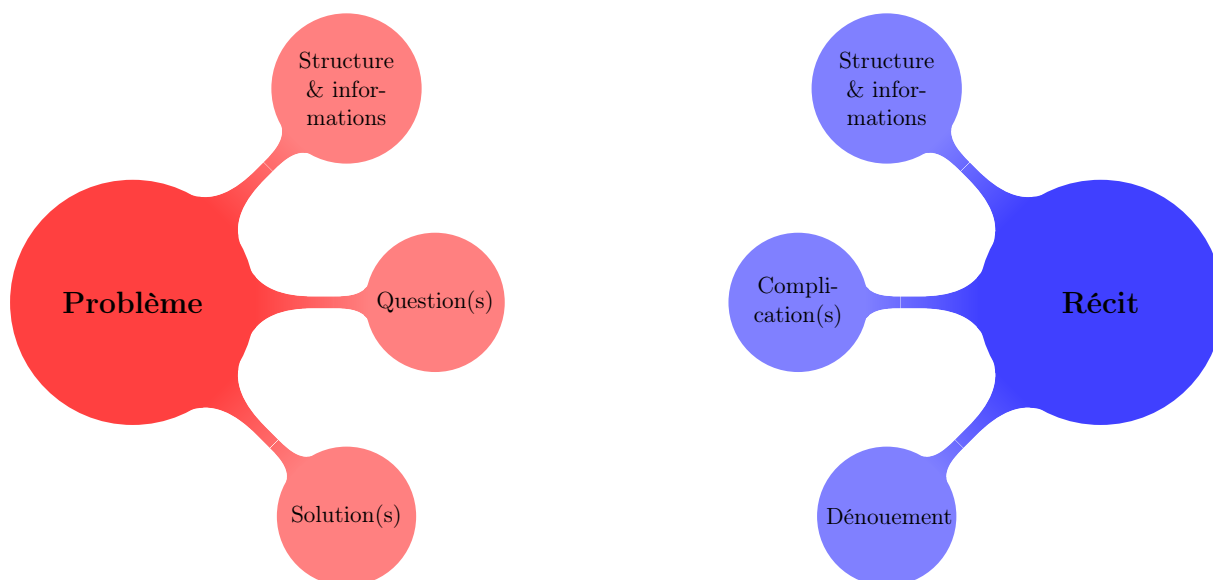 Structure
& infor-
mations
Problème
Question(s)
Solution(s)
Structure
& infor-
mations
Compli-
cation(s)
Récit
Dénouement